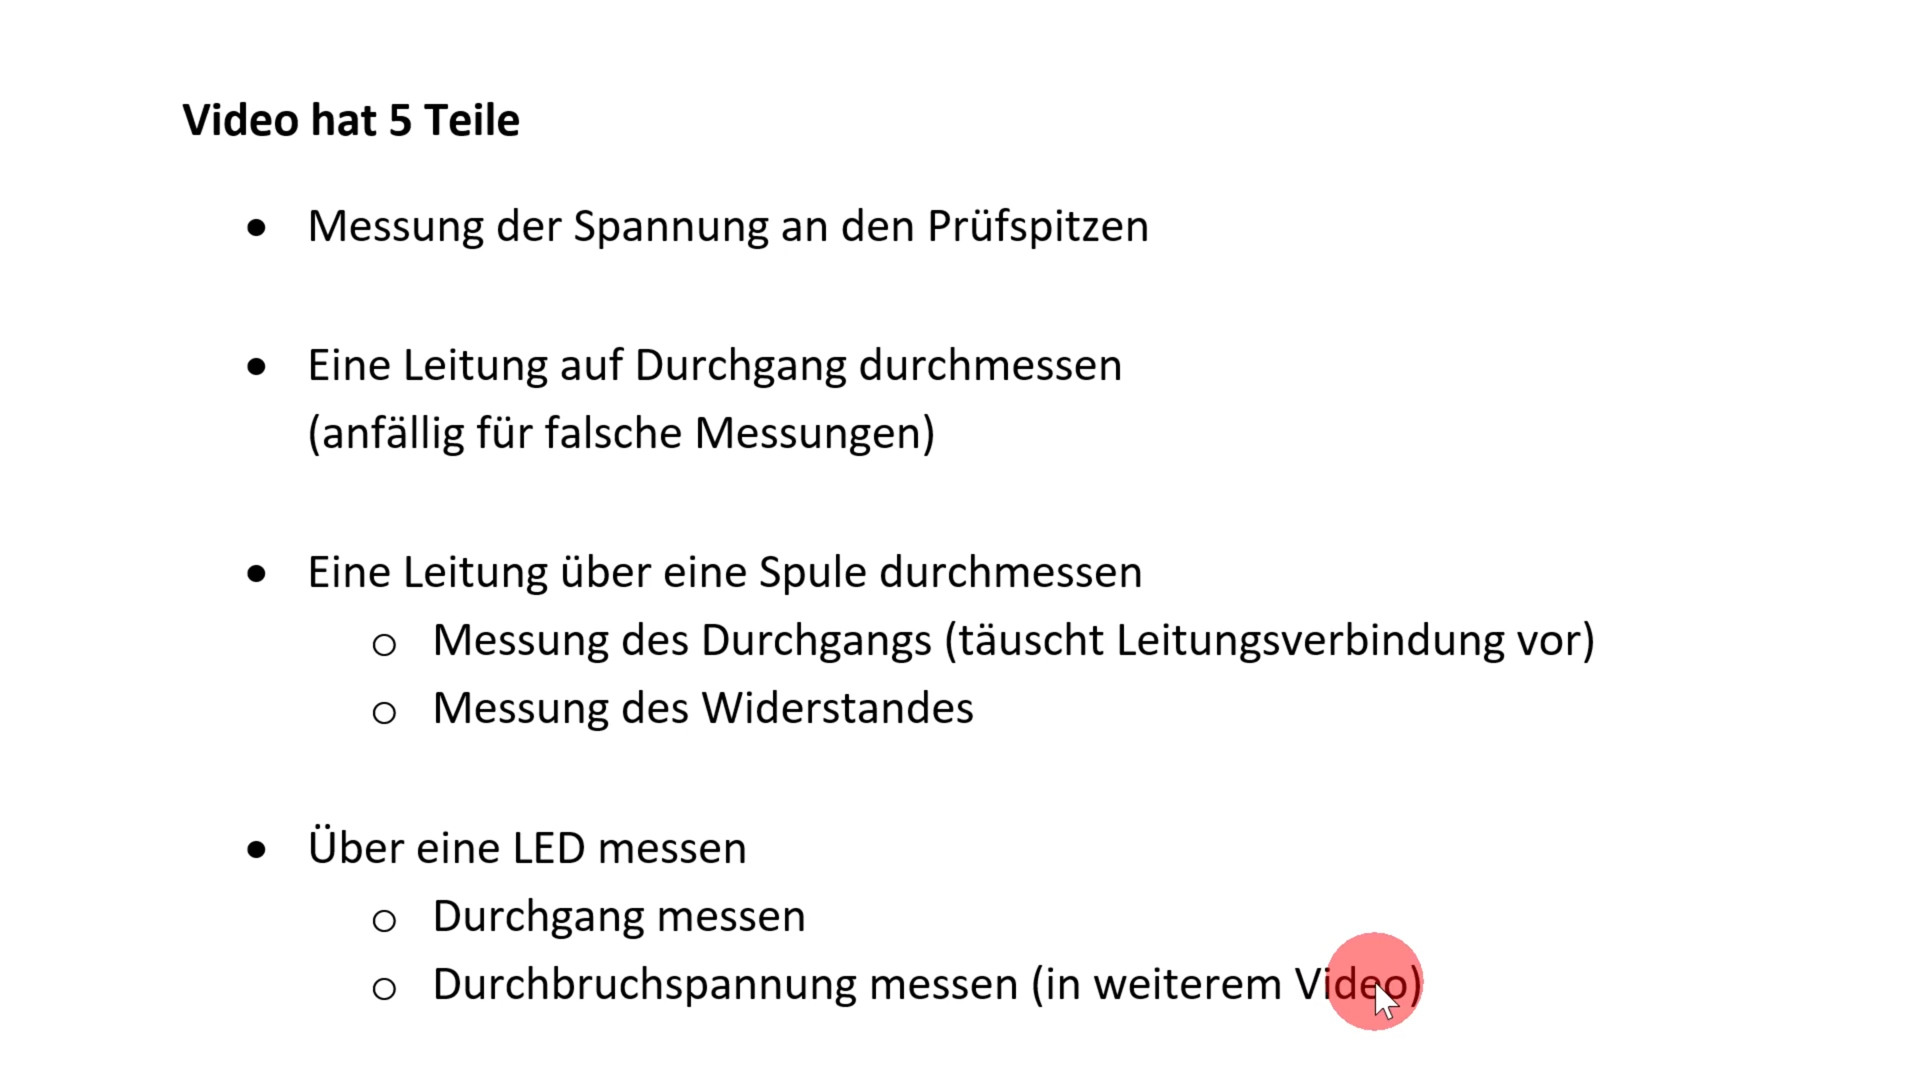 Video hat 5 Teile
• Messung der Spannung an den Prüfspitzen
• Eine Leitung auf Durchgang durchmessen
(anfällig für falsche Messungen)
• Eine Leitung über eine Spule durchmessen
○ Messung des Durchgangs (täuscht Leitungsverbindung vor)
○ Messung des Widerstandes
• Über eine LED messen
○ Durchgang messen
○ Durchbruchspannung messen (in weiterem Video)